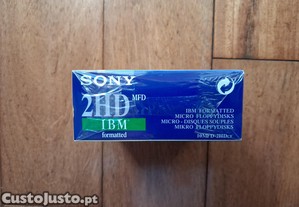 SONY
2HD MFD
IBM
formatted
IBM FORMATTED
MICRO FLOPPYDISKS
MICRO-DISQUES SOUPLES
MIKRO FLOPPYDISKS
CustoJusto.pt